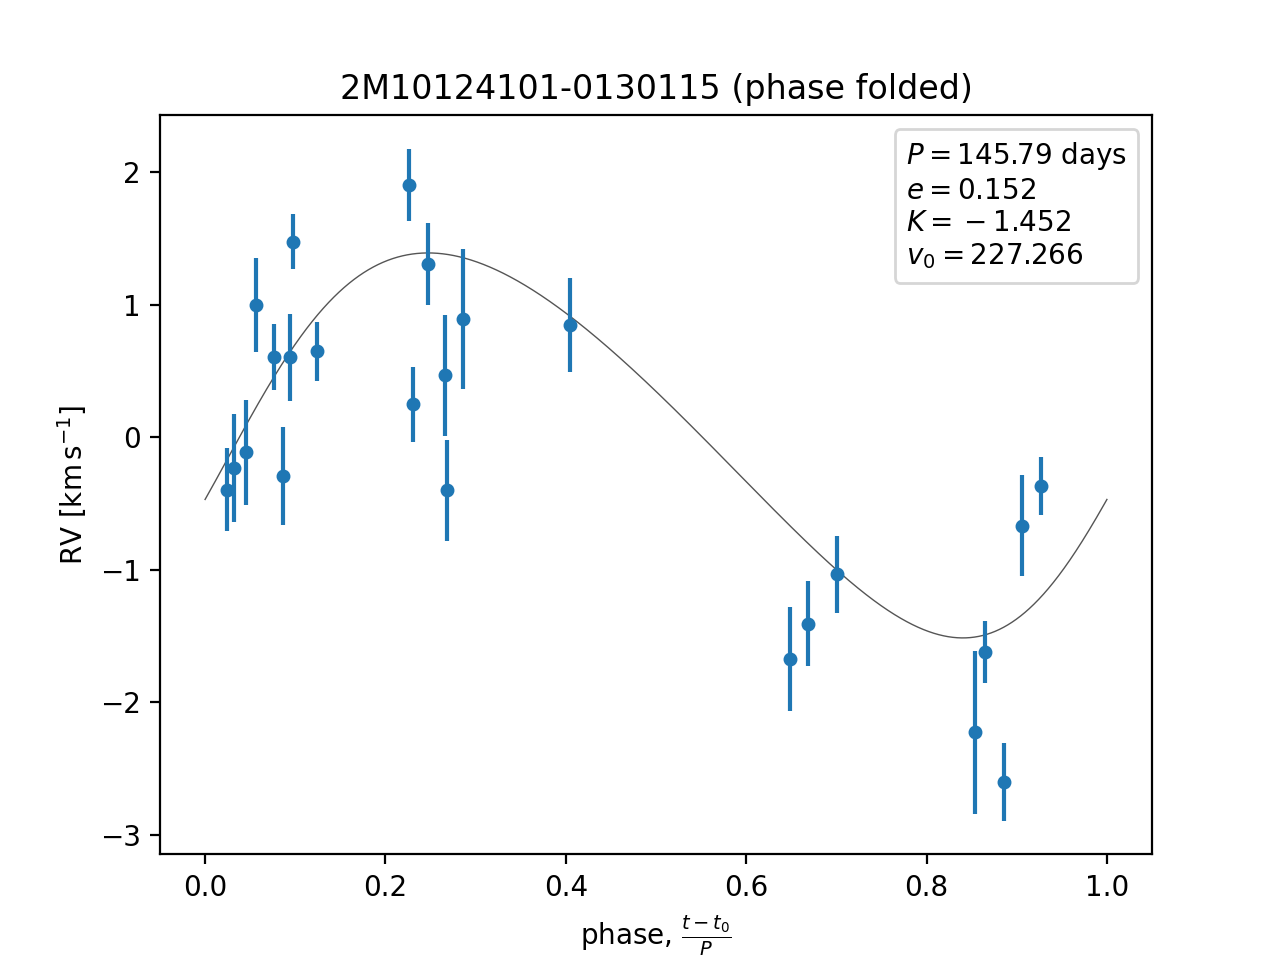 2M10124101-0130115 (phase folded)
P = 145.79 days
e = 0.152
K = −1.452
v₀ = 227.266
2
1
0
−1
−2
−3
RV [km s⁻¹]
0.0 0.2 0.4 0.6 0.8 1.0
phase, (t − t₀)/P